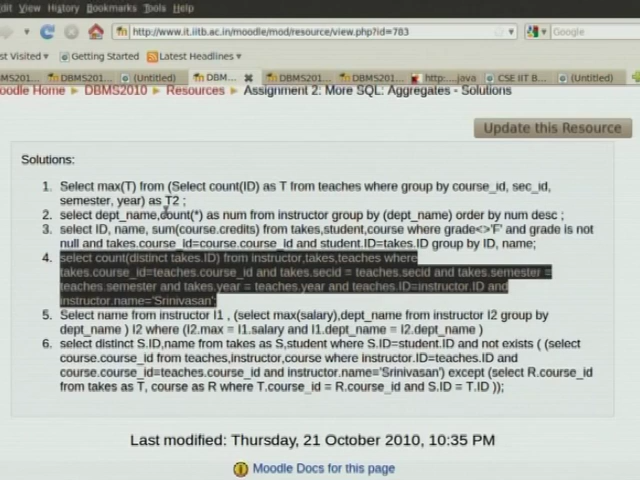 dit View History Bookmarks Tools Help
http://www.it.iitb.ac.in/moodle/mod/resource/view.php?id=783 Google
st Visited Getting Started Latest Headlines
BMS201... DBMS201... (Untitled) DBM... DBMS201... DBMS201... http:....java CSE IIT B... (Untitled)
oodle Home ► DBMS2010 ► Resources ► Assignment 2: More SQL: Aggregates - Solutions
Update this Resource
Solutions:
1. Select max(T) from (Select count(ID) as T from teaches where group by course_id, sec_id,
semester, year) as T2 ;
2. select dept_name,count(*) as num from instructor group by (dept_name) order by num desc ;
3. select ID, name, sum(course.credits) from takes,student,course where grade<>'F' and grade is not
null and takes.course_id=course.course_id and student.ID=takes.ID group by ID, name;
4. select count(distinct takes.ID) from instructor,takes,teaches where
takes.course_id=teaches.course_id and takes.secid = teaches.secid and takes.semester =
teaches.semester and takes.year = teaches.year and teaches.ID=instructor.ID and
instructor.name='Srinivasan';
5. Select name from instructor I1 , (select max(salary),dept_name from instructor I2 group by
dept_name ) I2 where (I2.max = I1.salary and I1.dept_name = I2.dept_name )
6. select distinct S.ID,name from takes as S,student where S.ID=student.ID and not exists ( (select
course.course_id from teaches,instructor,course where instructor.ID=teaches.ID and
course.course_id=teaches.course_id and instructor.name='Srinivasan') except (select R.course_id
from takes as T, course as R where T.course_id = R.course_id and S.ID = T.ID ));
Last modified: Thursday, 21 October 2010, 10:35 PM
Moodle Docs for this page